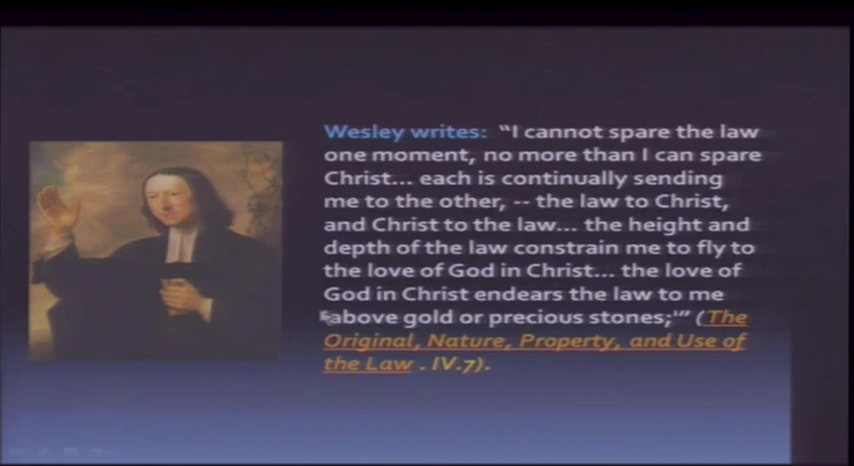 Wesley writes: "I cannot spare the law
one moment, no more than I can spare
Christ... each is continually sending
me to the other, -- the law to Christ,
and Christ to the law... the height and
depth of the law constrain me to fly to
the love of God in Christ... the love of
God in Christ endears the law to me
'above gold or precious stones;'" (The
Original, Nature, Property, and Use of
the Law . IV.7).